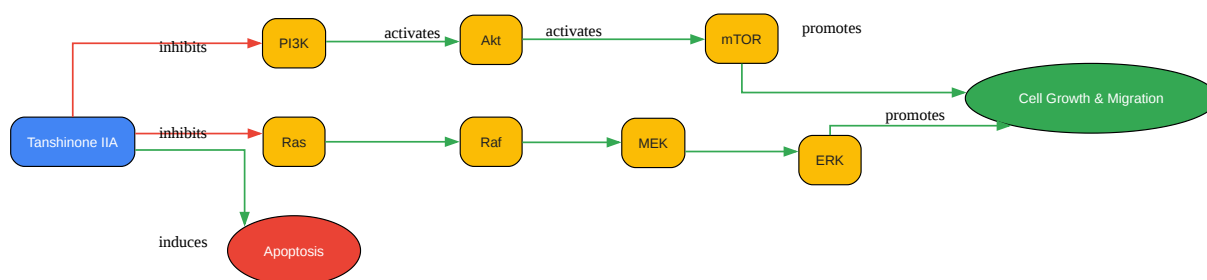 inhibits
PI3K
activates
Akt
activates
mTOR
promotes
Cell Growth & Migration
Tanshinone IIA
inhibits
Ras
Raf
MEK
ERK
promotes
induces
Apoptosis